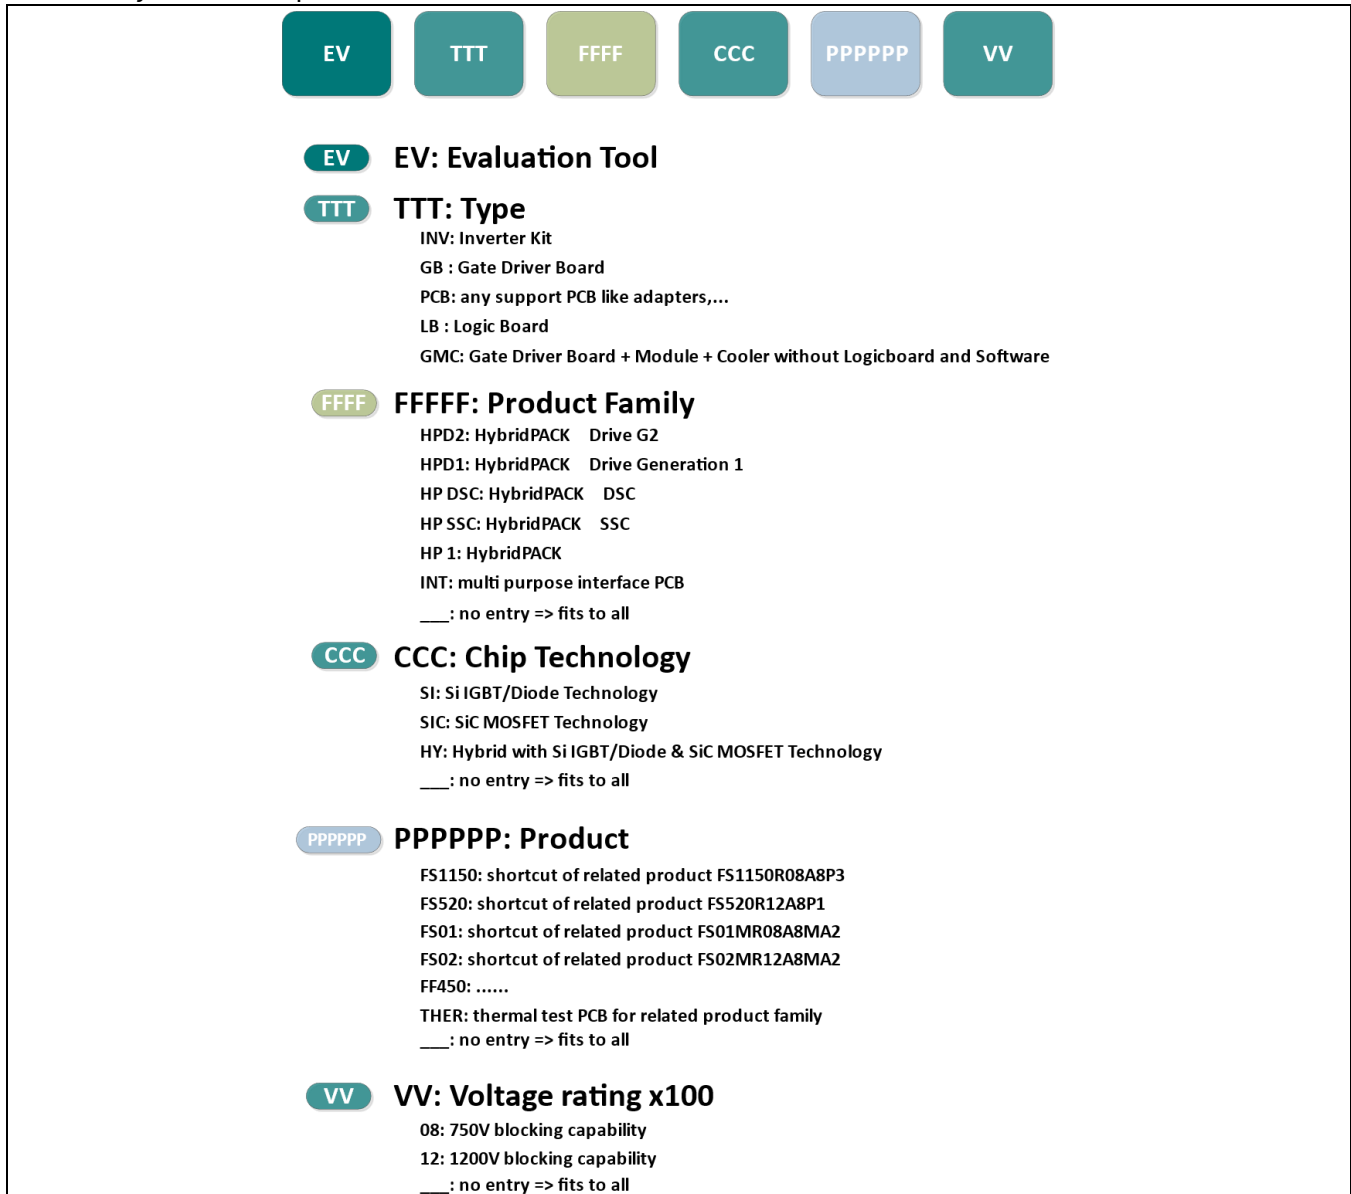 EV TTT FFFF CCC PPPPPP VV
EV EV: Evaluation Tool
TTT TTT: Type
INV: Inverter Kit
GB : Gate Driver Board
PCB: any support PCB like adapters,...
LB : Logic Board
GMC: Gate Driver Board + Module + Cooler without Logicboard and Software
FFFF FFFFF: Product Family
HPD2: HybridPACK Drive G2
HPD1: HybridPACK Drive Generation 1
HP DSC: HybridPACK DSC
HP SSC: HybridPACK SSC
HP 1: HybridPACK
INT: multi purpose interface PCB
___: no entry => fits to all
CCC CCC: Chip Technology
SI: Si IGBT/Diode Technology
SIC: SiC MOSFET Technology
HY: Hybrid with Si IGBT/Diode & SiC MOSFET Technology
___: no entry => fits to all
PPPPPP PPPPPP: Product
FS1150: shortcut of related product FS1150R08A8P3
FS520: shortcut of related product FS520R12A8P1
FS01: shortcut of related product FS01MR08A8MA2
FS02: shortcut of related product FS02MR12A8MA2
FF450: ......
THER: thermal test PCB for related product family
___: no entry => fits to all
VV VV: Voltage rating x100
08: 750V blocking capability
12: 1200V blocking capability
___: no entry => fits to all